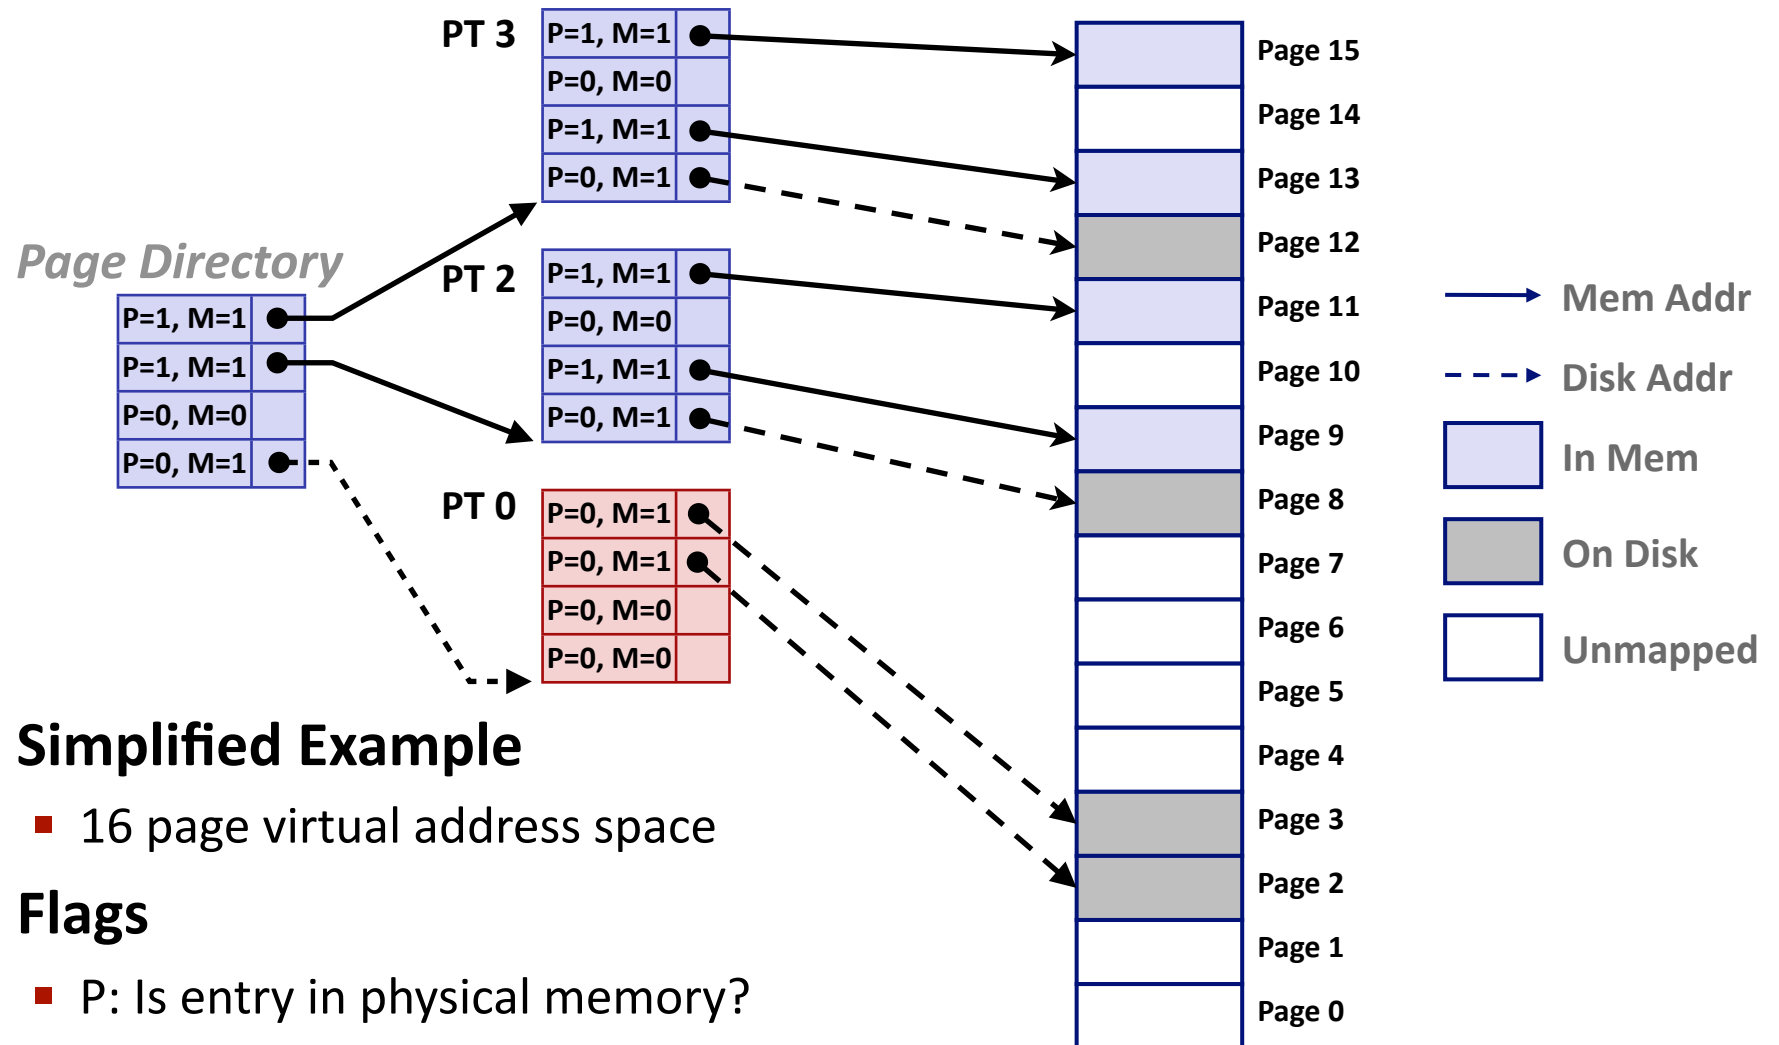 PT 3
P=1, M=1
P=0, M=0
P=1, M=1
P=0, M=1
Page Directory
P=1, M=1
P=1, M=1
P=0, M=0
P=0, M=1
PT 2
P=1, M=1
P=0, M=0
P=1, M=1
P=0, M=1
PT 0
P=0, M=1
P=0, M=1
P=0, M=0
P=0, M=0
Page 15
Page 14
Page 13
Page 12
Page 11
Page 10
Page 9
Page 8
Page 7
Page 6
Page 5
Page 4
Page 3
Page 2
Page 1
Page 0
Mem Addr
Disk Addr
In Mem
On Disk
Unmapped
Simplified Example
16 page virtual address space
Flags
P: Is entry in physical memory?